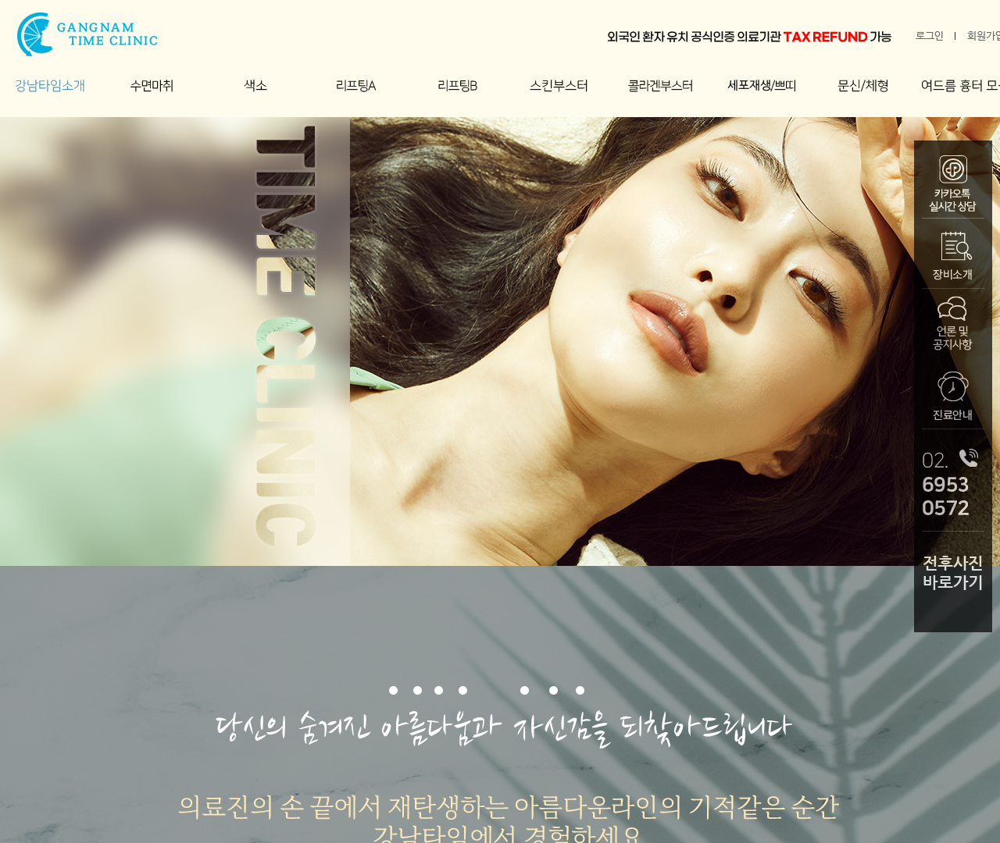 GANGNAM
TIME CLINIC
외국인 환자 유치 공식인증 의료기관 TAX REFUND 가능
로그인
회원가입
강남타임소개
수면마취
색소
리프팅A
리프팅B
스킨부스터
콜라겐부스터
세포재생/쁘띠
문신/체형
여드름 흉터
TIME CLINIC
카카오톡
실시간 상담
장비소개
언론 및
공지사항
진료안내
02.
6953
0572
전후사진
바로가기
당신의 숨겨진 아름다움과 자신감을 되찾아드립니다
의료진의 손 끝에서 재탄생하는 아름다운라인의 기적같은 순간
강남타임에서 경험하세요